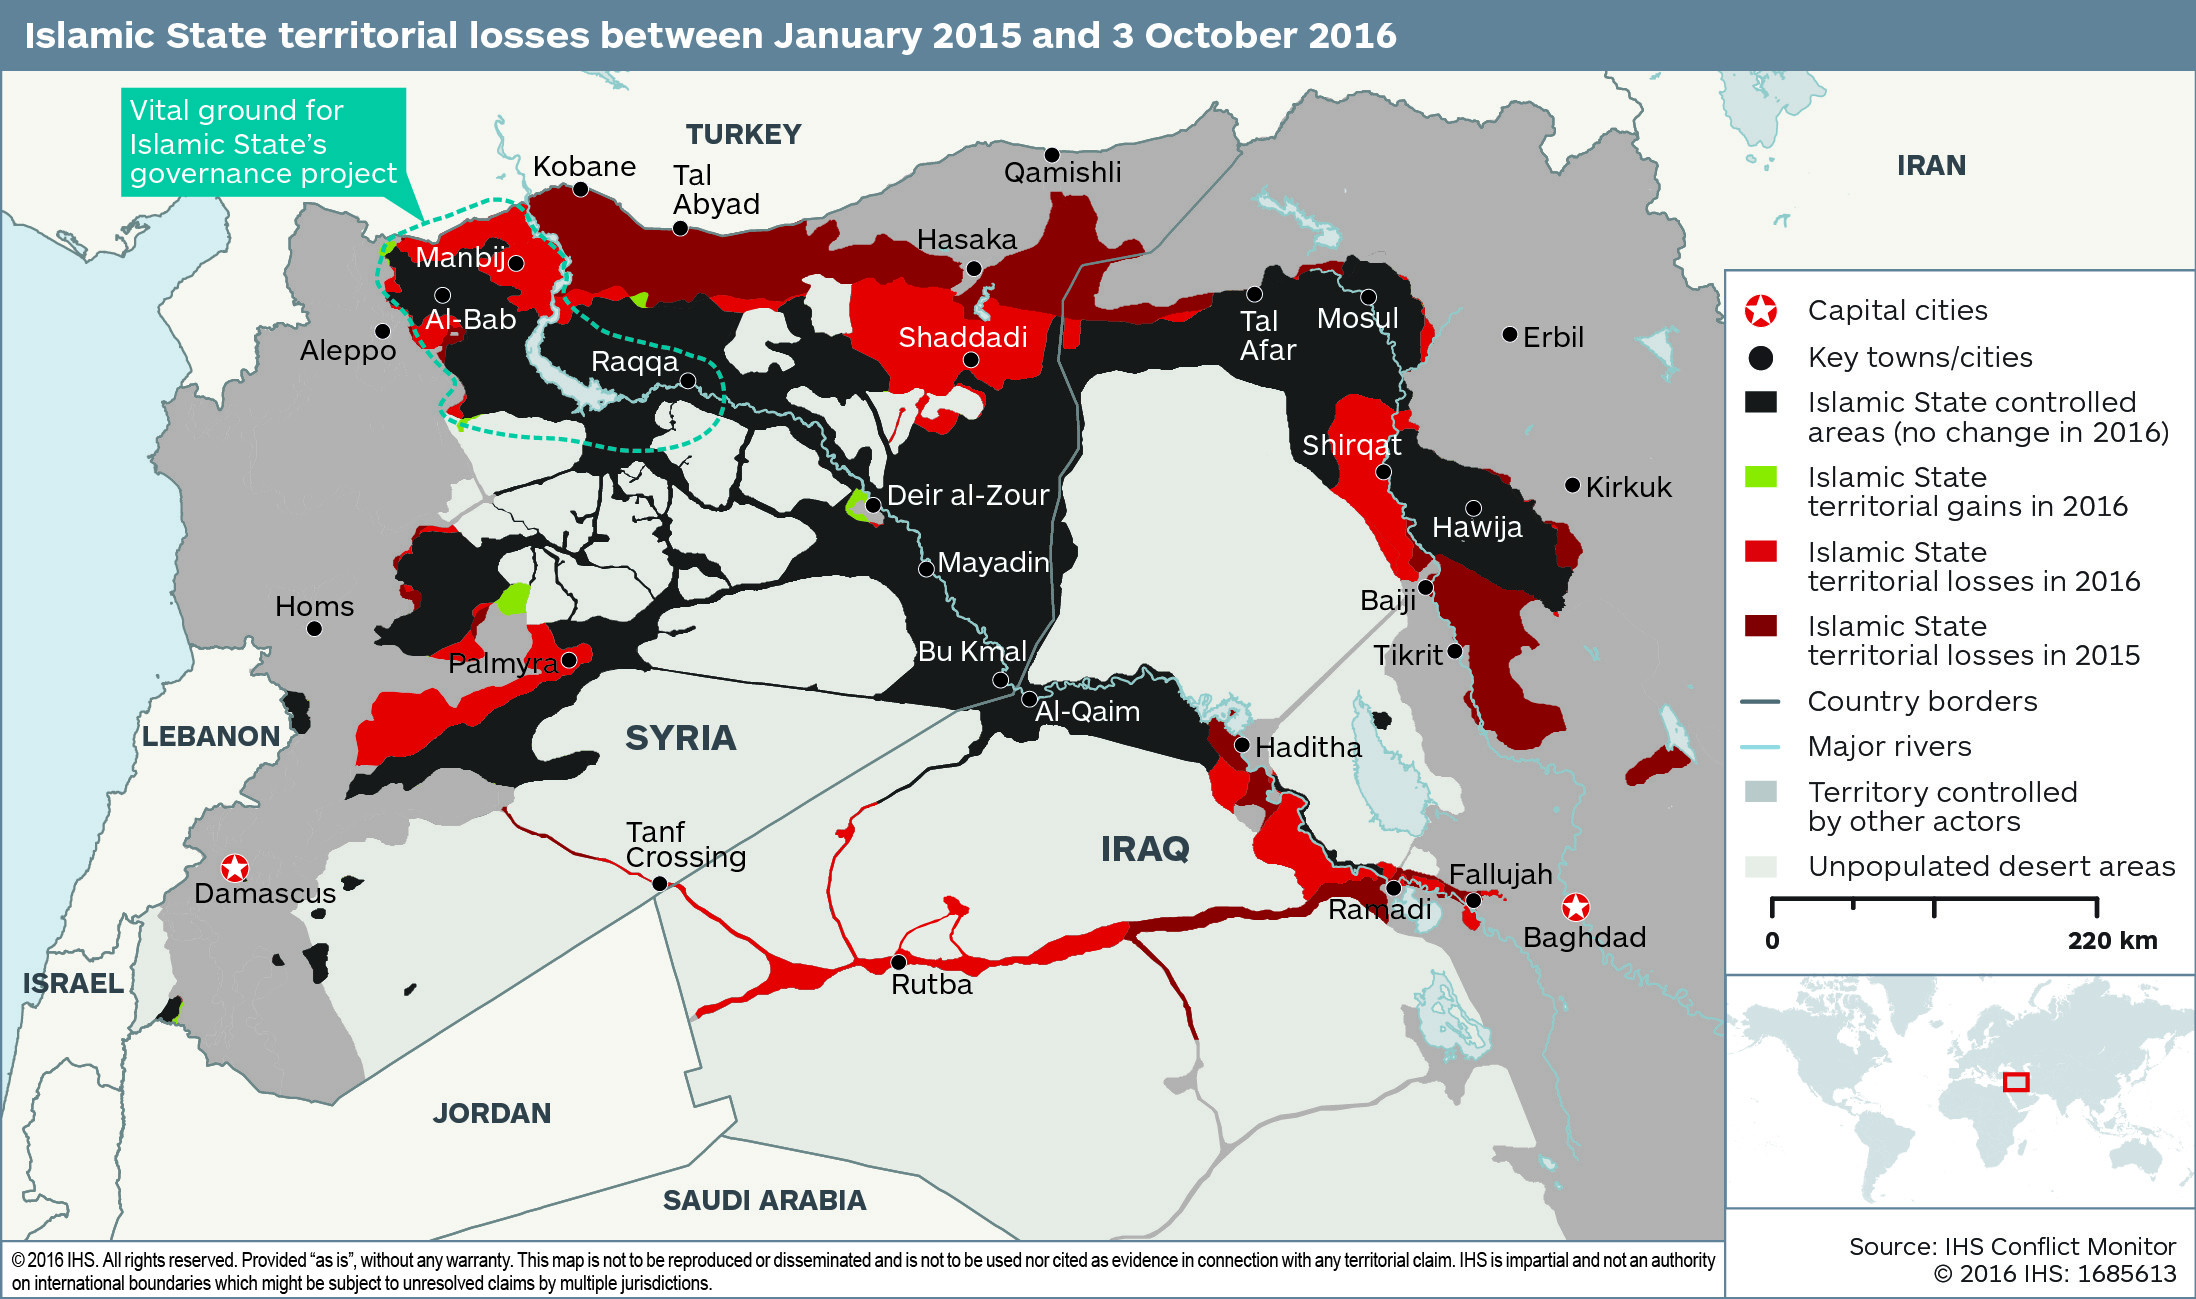 Islamic State territorial losses between January 2015 and 3 October 2016
Vital ground for
Islamic State's
governance project
TURKEY
IRAN
Kobane
Tal
Abyad
Qamishli
Hasaka
Manbij
Al-Bab
Aleppo
Raqqa
Shaddadi
Tal
Afar
Mosul
Erbil
Shirqat
Kirkuk
Hawija
Deir al-Zour
Mayadin
Homs
Baiji
Bu Kmal
Palmyra
Tikrit
Al-Qaim
LEBANON
SYRIA
Haditha
Tanf
Crossing
IRAQ
Damascus
Fallujah
Ramadi
Baghdad
ISRAEL
Rutba
JORDAN
SAUDI ARABIA
Capital cities
Key towns/cities
Islamic State controlled
areas (no change in 2016)
Islamic State
territorial gains in 2016
Islamic State
territorial losses in 2016
Islamic State
territorial losses in 2015
Country borders
Major rivers
Territory controlled
by other actors
Unpopulated desert areas
0
220 km
© 2016 IHS. All rights reserved. Provided “as is”, without any warranty. This map is not to be reproduced or disseminated and is not to be used nor cited as evidence in connection with any territorial claim. IHS is impartial and not an authority
on international boundaries which might be subject to unresolved claims by multiple jurisdictions.
Source: IHS Conflict Monitor
© 2016 IHS: 1685613